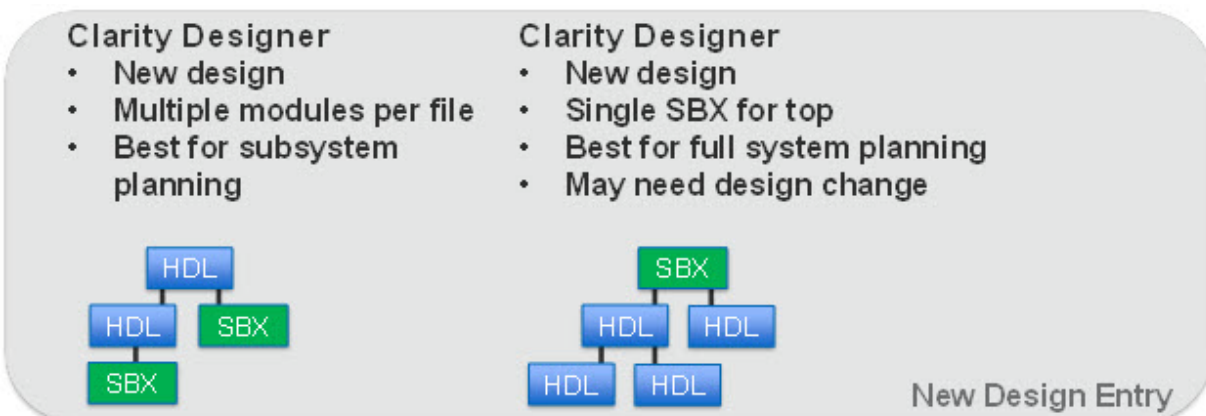 Clarity Designer
• New design
• Multiple modules per file
• Best for subsystem
planning
HDL
HDL SBX
SBX
Clarity Designer
• New design
• Single SBX for top
• Best for full system planning
• May need design change
SBX
HDL HDL
HDL HDL
New Design Entry